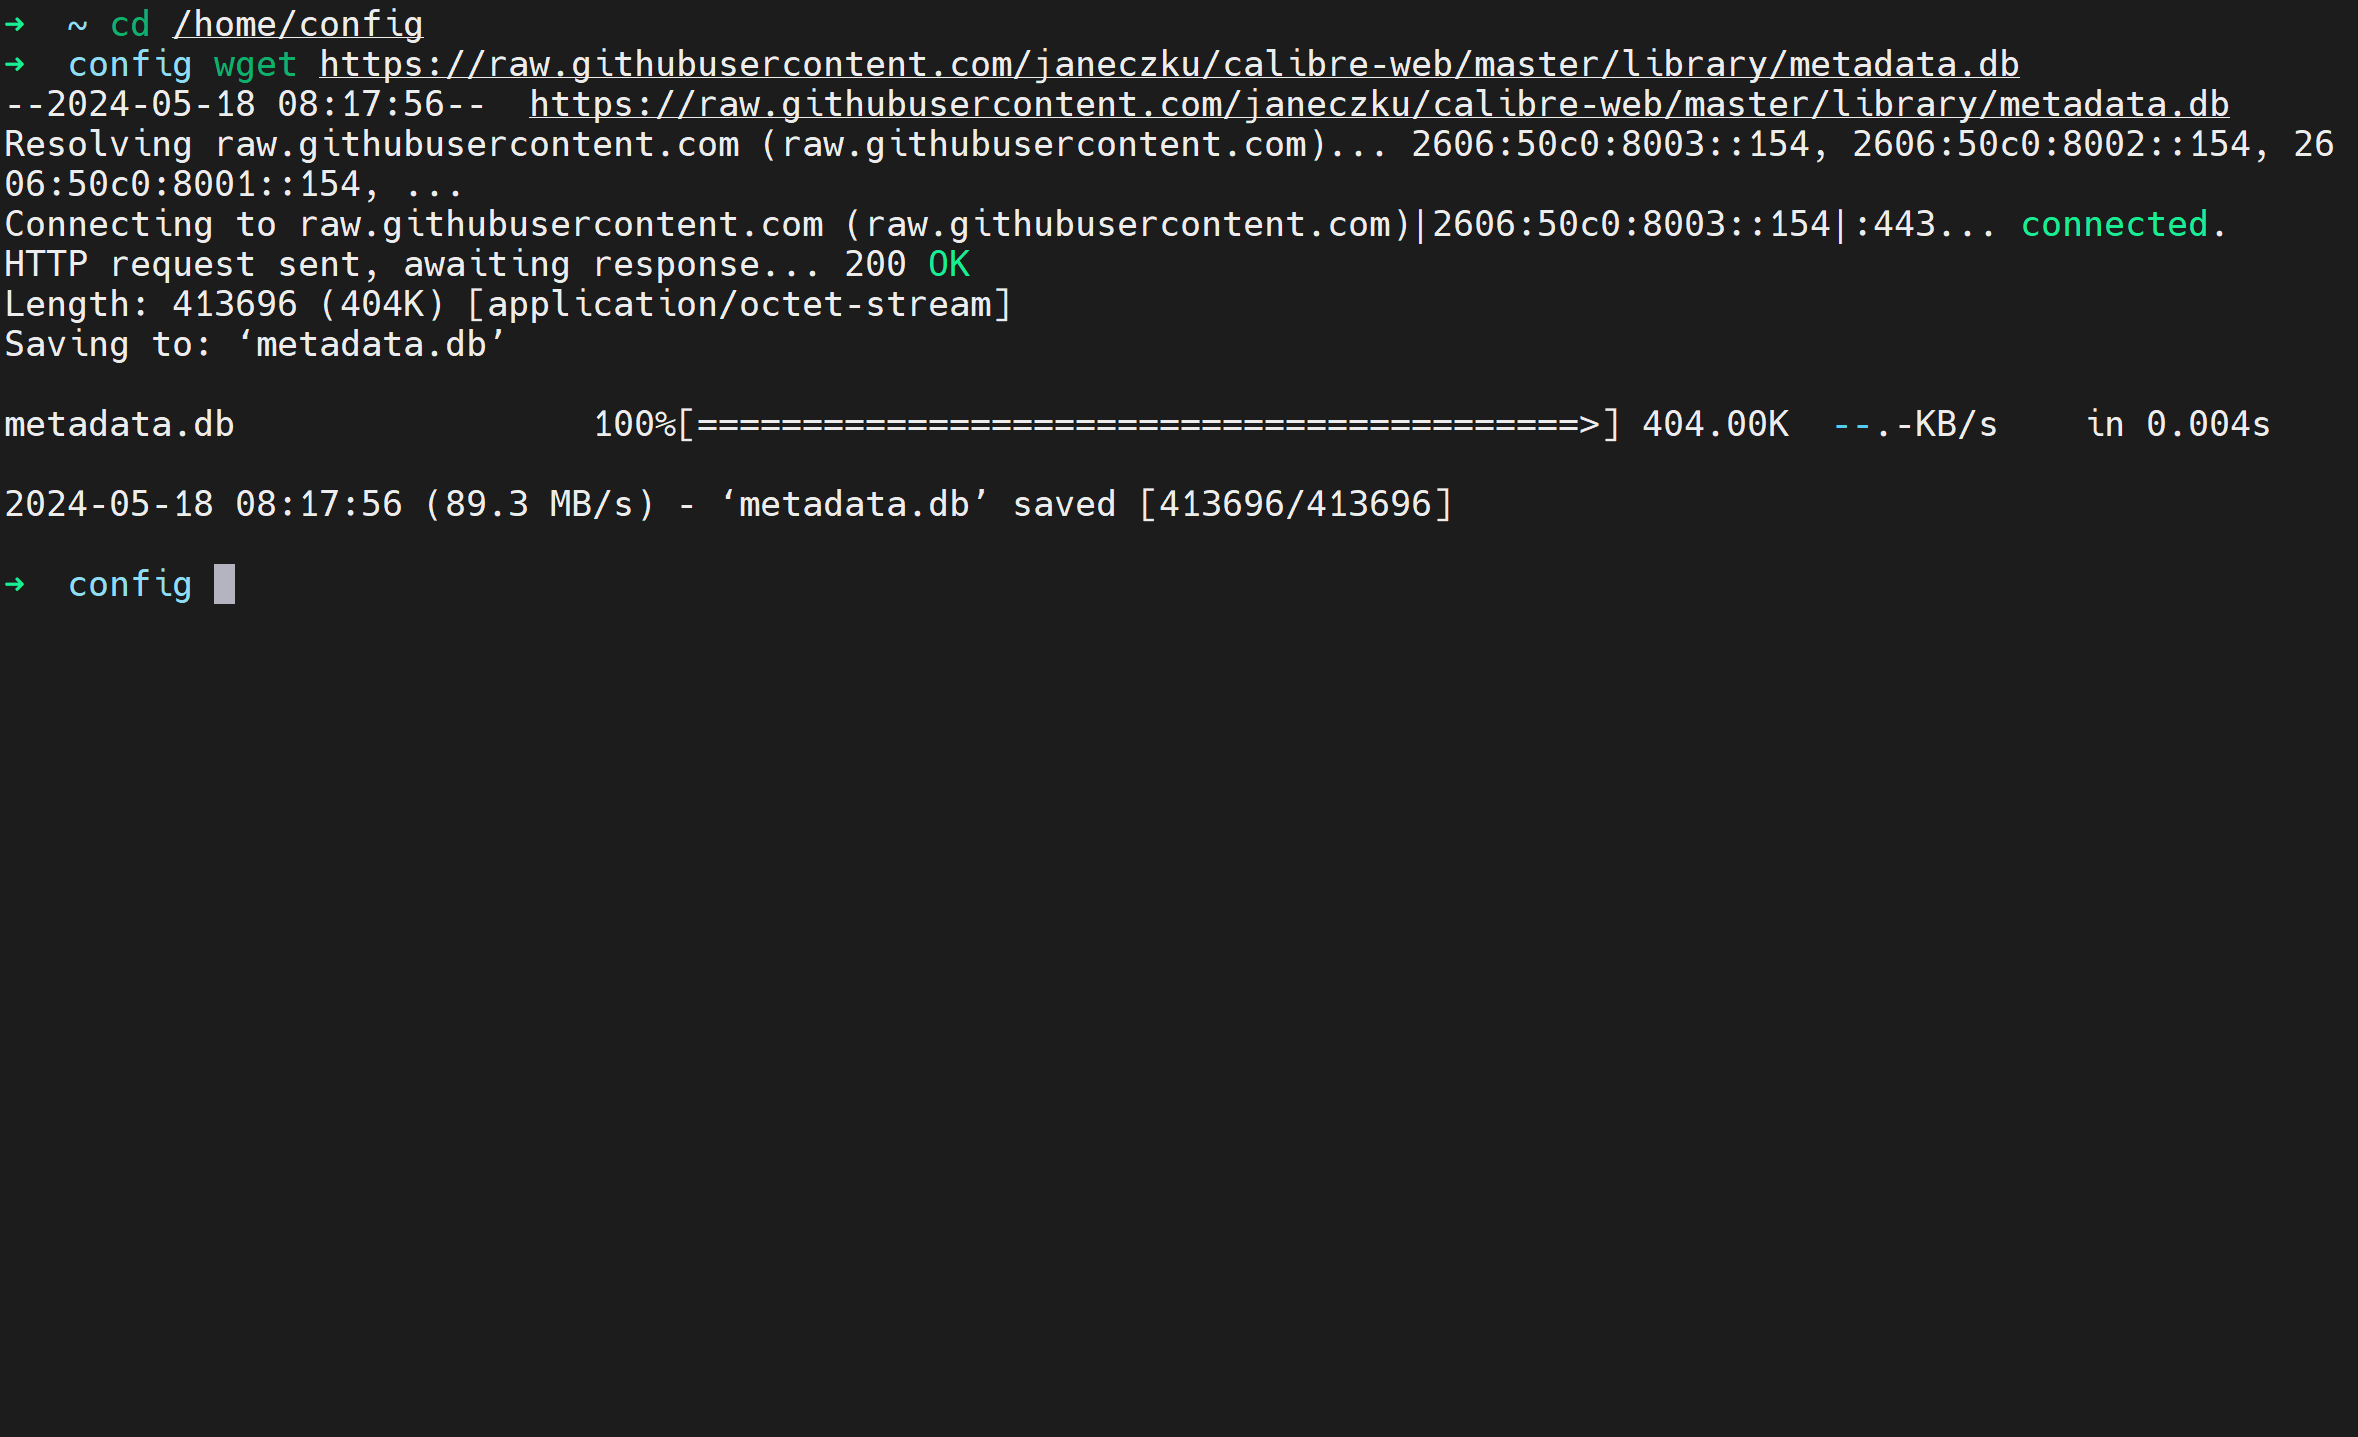 ➜  ~ cd /home/config
➜  config wget https://raw.githubusercontent.com/janeczku/calibre-web/master/library/metadata.db
--2024-05-18 08:17:56--  https://raw.githubusercontent.com/janeczku/calibre-web/master/library/metadata.db
Resolving raw.githubusercontent.com (raw.githubusercontent.com)... 2606:50c0:8003::154, 2606:50c0:8002::154, 26
06:50c0:8001::154, ...
Connecting to raw.githubusercontent.com (raw.githubusercontent.com)|2606:50c0:8003::154|:443... connected.
HTTP request sent, awaiting response... 200 OK
Length: 413696 (404K) [application/octet-stream]
Saving to: ‘metadata.db’
metadata.db                 100%[==========================================>] 404.00K  --.-KB/s    in 0.004s
2024-05-18 08:17:56 (89.3 MB/s) - ‘metadata.db’ saved [413696/413696]
➜  config